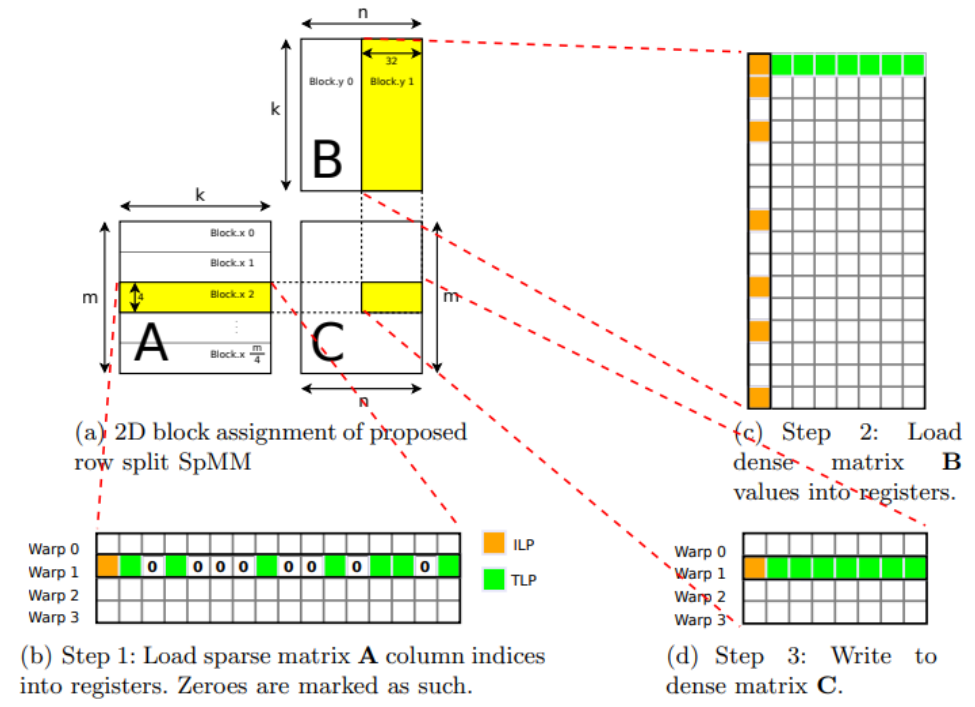 n
32
Block.y 0 Block.y 1
k
B
k
Block.x 0
Block.x 1
m
4
Block.x 2
m
A
C
Block.x m/4
n
(a) 2D block assignment of proposed
row split SpMM
(c) Step 2: Load
dense matrix B
values into registers.
Warp 0
Warp 1
0 0 0 0 0 0 0 0
Warp 2
Warp 3
ILP
TLP
Warp 0
Warp 1
Warp 2
Warp 3
(b) Step 1: Load sparse matrix A column indices
into registers. Zeroes are marked as such.
(d) Step 3: Write to
dense matrix C.